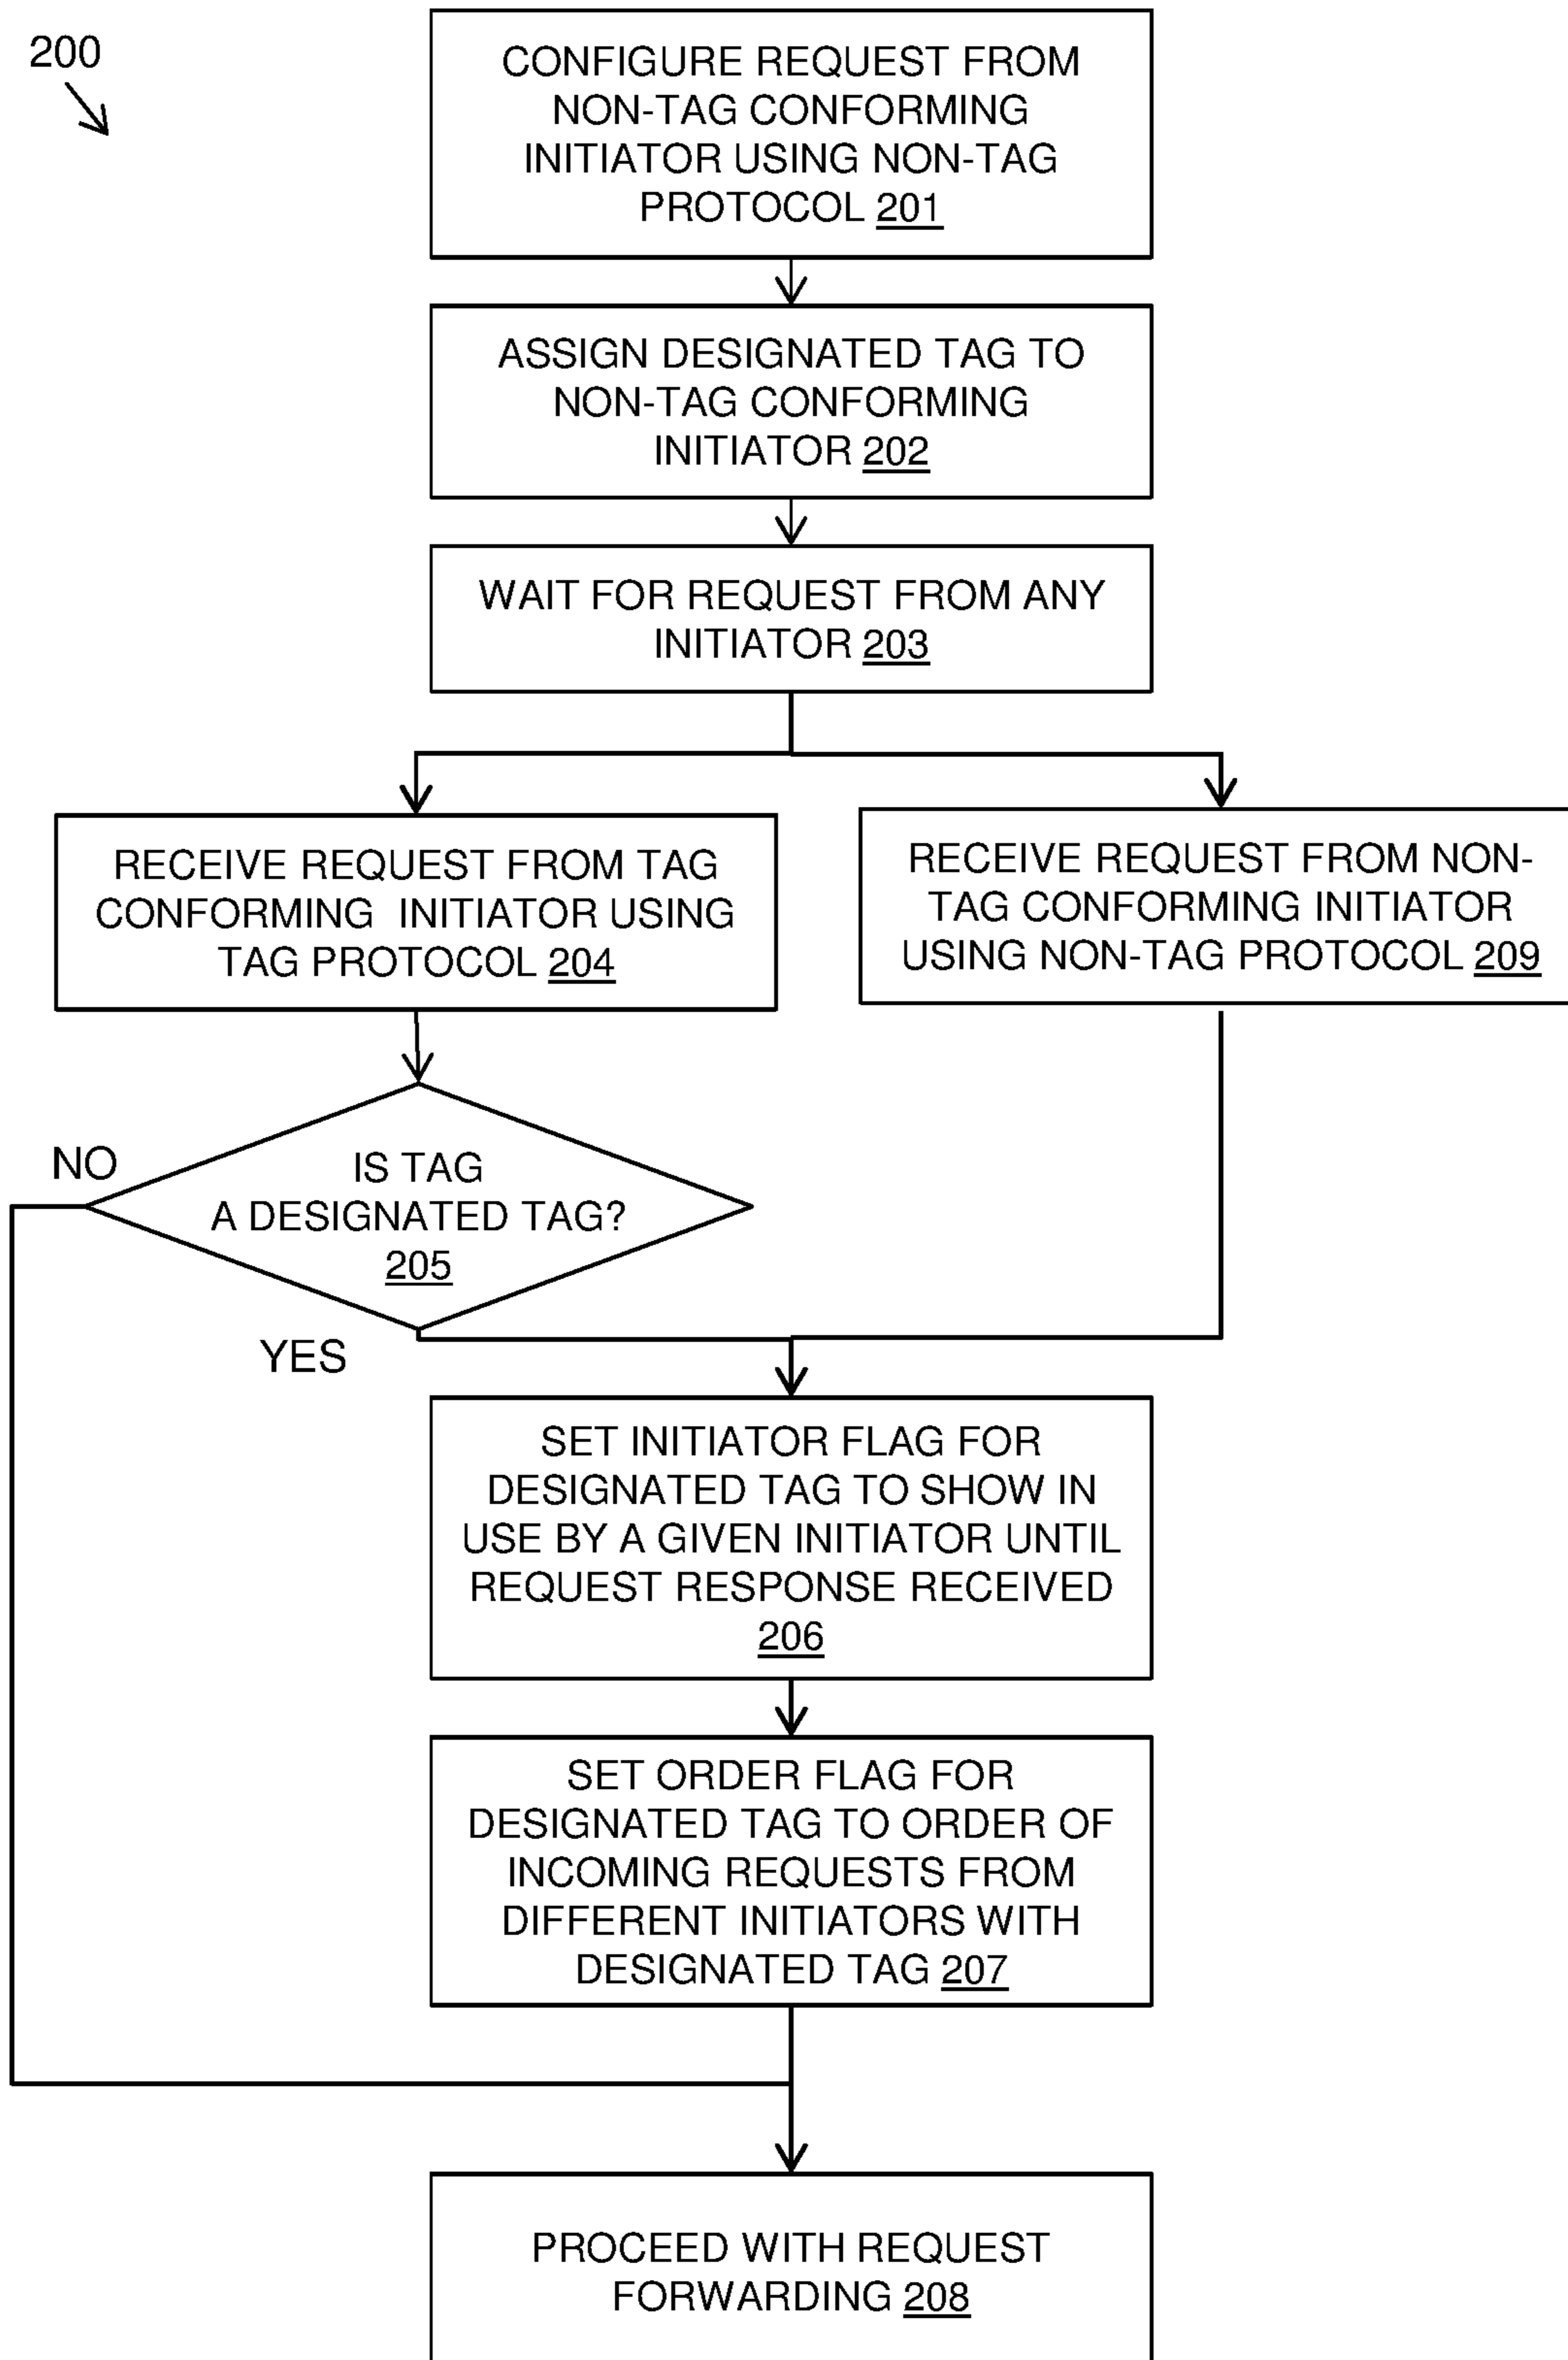 200
CONFIGURE REQUEST FROM
NON-TAG CONFORMING
INITIATOR USING NON-TAG
PROTOCOL 201
ASSIGN DESIGNATED TAG TO
NON-TAG CONFORMING
INITIATOR 202
WAIT FOR REQUEST FROM ANY
INITIATOR 203
RECEIVE REQUEST FROM TAG
CONFORMING INITIATOR USING
TAG PROTOCOL 204
RECEIVE REQUEST FROM NON-
TAG CONFORMING INITIATOR
USING NON-TAG PROTOCOL 209
NO
IS TAG
A DESIGNATED TAG?
205
YES
SET INITIATOR FLAG FOR
DESIGNATED TAG TO SHOW IN
USE BY A GIVEN INITIATOR UNTIL
REQUEST RESPONSE RECEIVED
206
SET ORDER FLAG FOR
DESIGNATED TAG TO ORDER OF
INCOMING REQUESTS FROM
DIFFERENT INITIATORS WITH
DESIGNATED TAG 207
PROCEED WITH REQUEST
FORWARDING 208